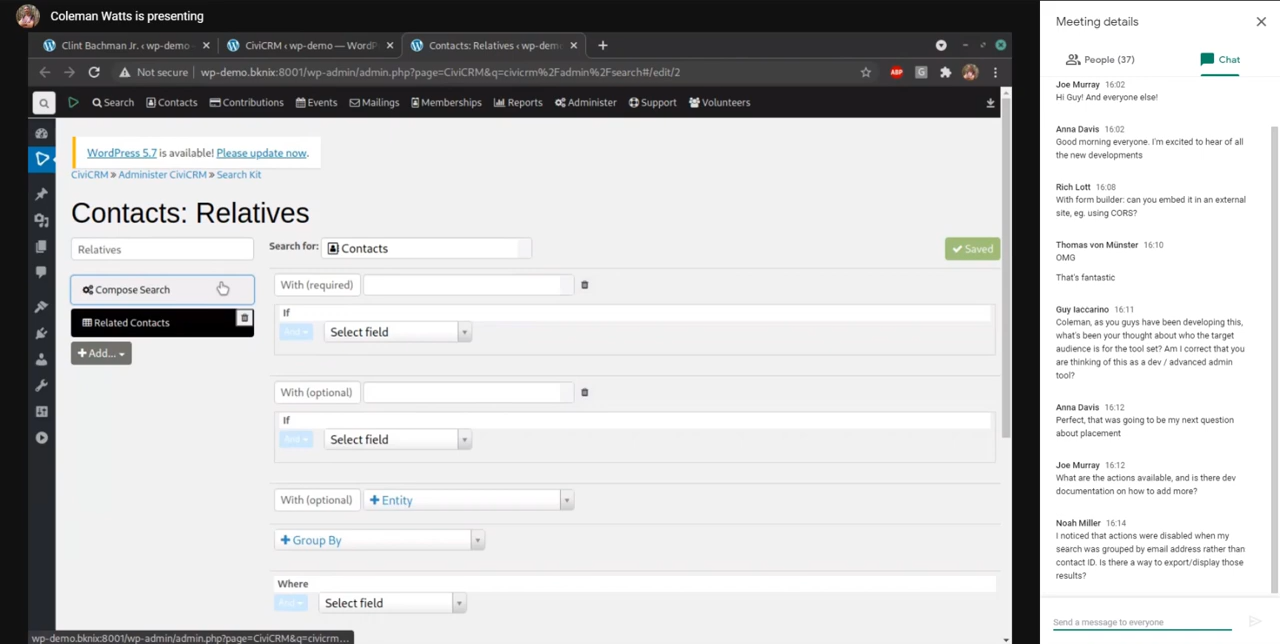 Coleman Watts is presenting
Clint Bachman Jr. ‹ wp-demo
CiviCRM ‹ wp-demo — WordP
Contacts: Relatives ‹ wp-dem
Not secure
wp-demo.bknix:8001/wp-admin/admin.php?page=CiviCRM&q=civicrm%2Fadmin%2Fsearch#/edit/2
ABP
G
Search Contacts Contributions Events Mailings Memberships Reports Administer Support Volunteers
WordPress 5.7 is available! Please update now.
CiviCRM » Administer CiviCRM » Search Kit
Contacts: Relatives
Relatives
Search for: Contacts
Saved
Compose Search
Related Contacts
Add...
With (required)
If
And
Select field
With (optional)
If
And
Select field
With (optional)
Entity
Group By
Where
And
Select field
wp-demo.bknix:8001/wp-admin/admin.php?page=CiviCRM&q=civicrm...
Meeting details
People (37)
Chat
Joe Murray 16:02
Hi Guy! And everyone else!
Anna Davis 16:02
Good morning everyone. I'm excited to hear of all
the new developments
Rich Lott 16:08
With form builder: can you embed it in an external
site, eg. using CORS?
Thomas von Münster 16:10
OMG
That's fantastic
Guy Iaccarino 16:11
Coleman, as you guys have been developing this,
what's been your thought about who the target
audience is for the tool set? Am I correct that you
are thinking of this as a dev / advanced admin
tool?
Anna Davis 16:12
Perfect, that was going to be my next question
about placement
Joe Murray 16:12
What are the actions available, and is there dev
documentation on how to add more?
Noah Miller 16:14
I noticed that actions were disabled when my
search was grouped by email address rather than
contact ID. Is there a way to export/display those
results?
Send a message to everyone